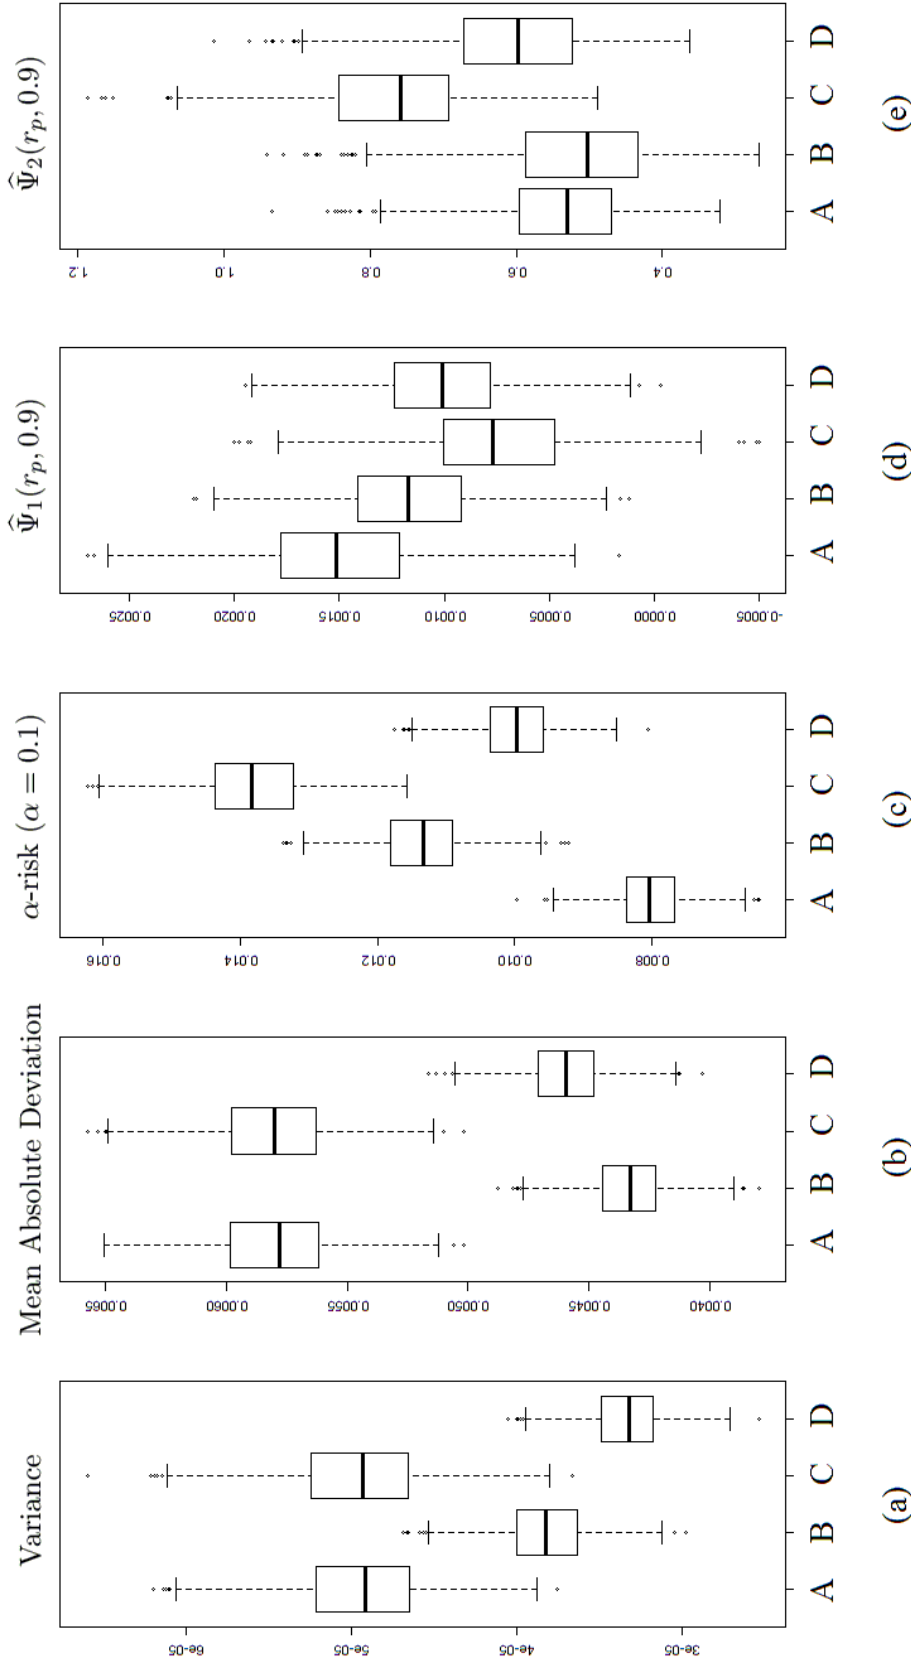 Variance
6e-05
5e-05
4e-05
3e-05
A B C D
(a)
Mean Absolute Deviation
0.0065
0.0060
0.0055
0.0050
0.0045
0.0040
A B C D
(b)
α-risk (α = 0.1)
0.016
0.014
0.012
0.010
0.008
A B C D
(c)
Ψ̂₁(rₚ, 0.9)
0.0025
0.0020
0.0015
0.0010
0.0005
0.0000
-0.0005
A B C D
(d)
Ψ̂₂(rₚ, 0.9)
1.2
1.0
0.8
0.6
0.4
A B C D
(e)